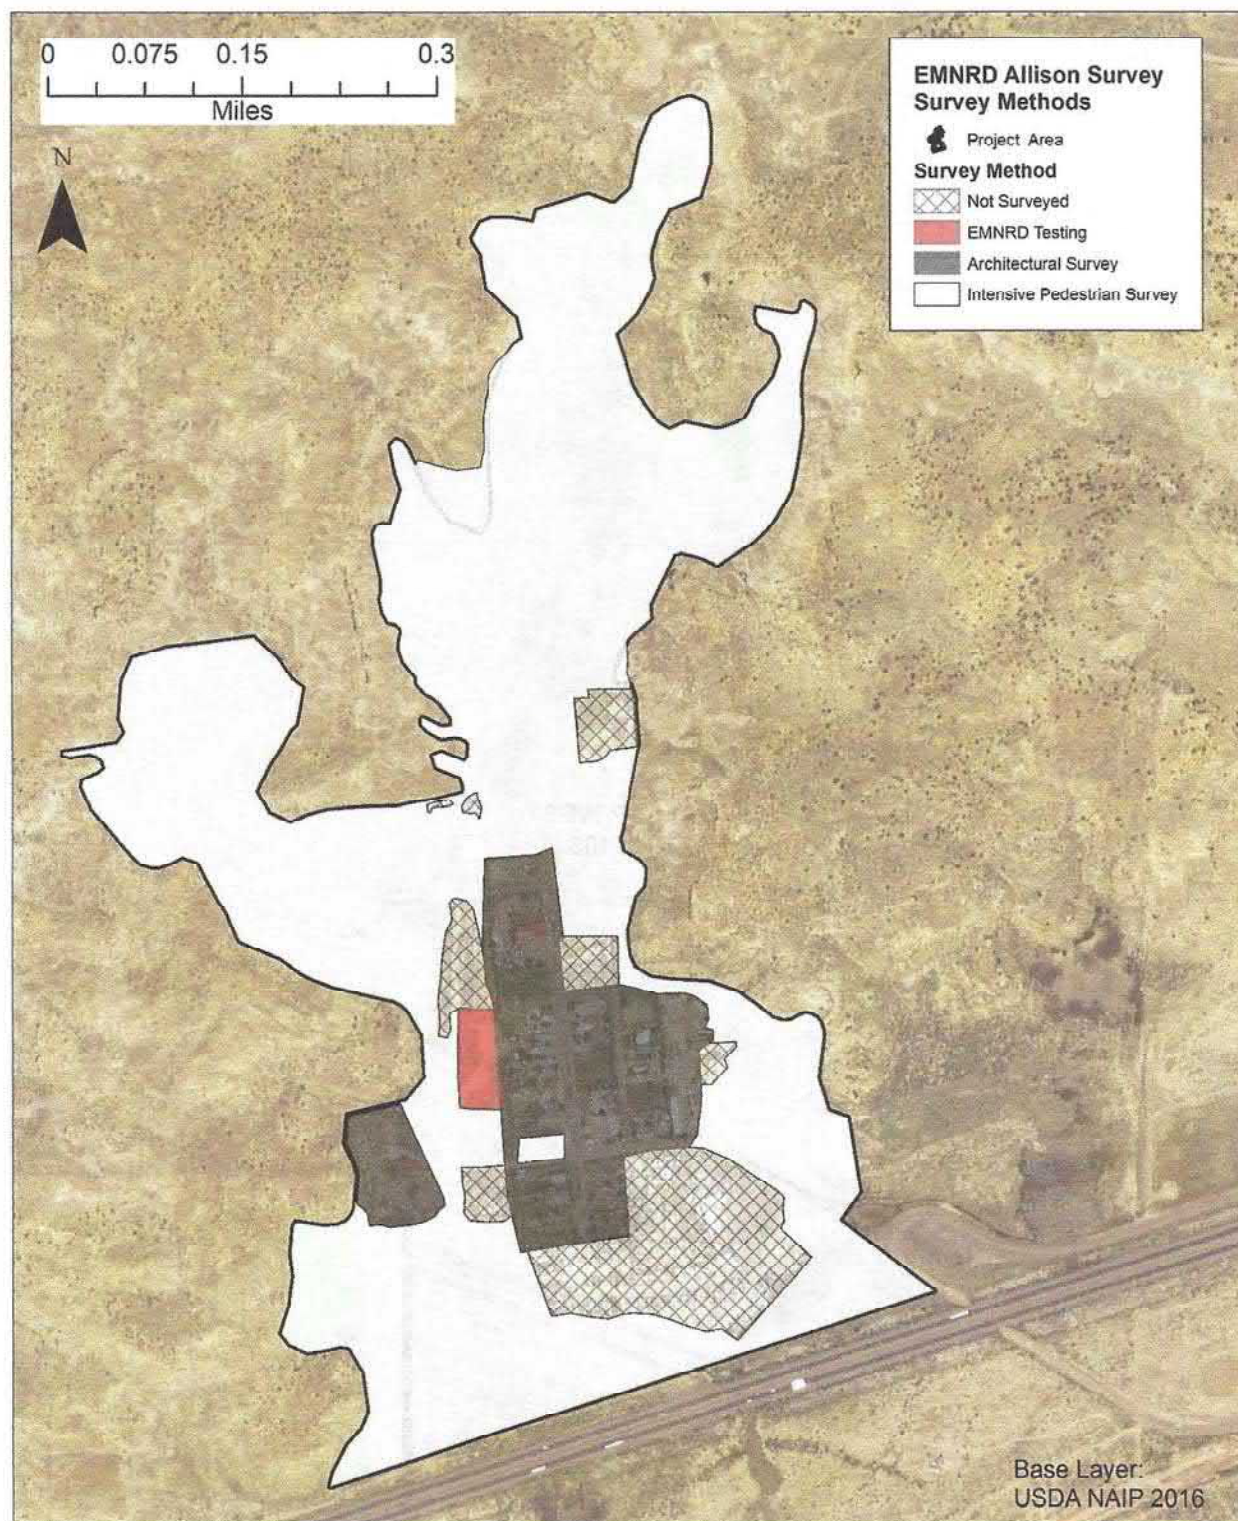 0 0.075 0.15 0.3
Miles
N
EMNRD Allison Survey
Survey Methods
Project Area
Survey Method
Not Surveyed
EMNRD Testing
Architectural Survey
Intensive Pedestrian Survey
Base Layer:
USDA NAIP 2016